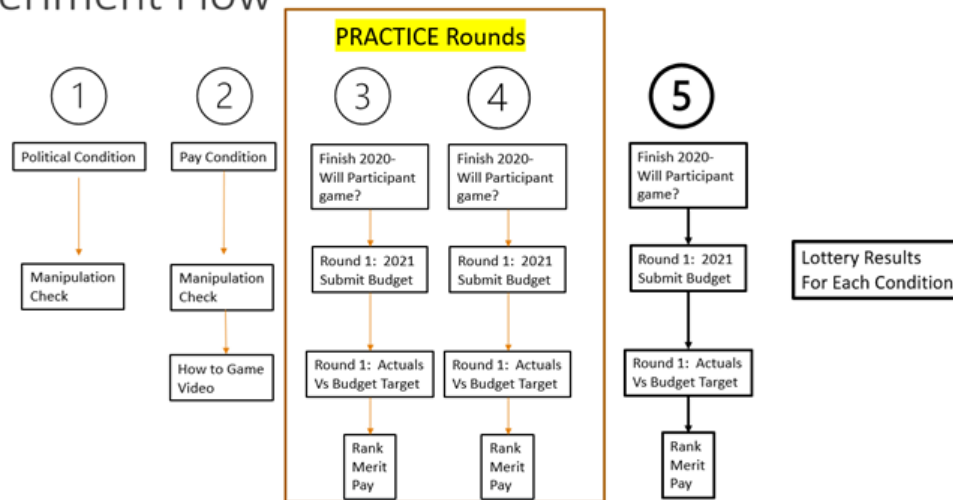 PRACTICE Rounds
1
2
3
4
5
Political Condition
Pay Condition
Finish 2020-
Will Participant
game?
Finish 2020-
Will Participant
game?
Finish 2020-
Will Participant
game?
Manipulation
Check
Manipulation
Check
Round 1: 2021
Submit Budget
Round 1: 2021
Submit Budget
Round 1: 2021
Submit Budget
Lottery Results
For Each Condition
How to Game
Video
Round 1: Actuals
Vs Budget Target
Round 1: Actuals
Vs Budget Target
Round 1: Actuals
Vs Budget Target
Rank
Merit
Pay
Rank
Merit
Pay
Rank
Merit
Pay